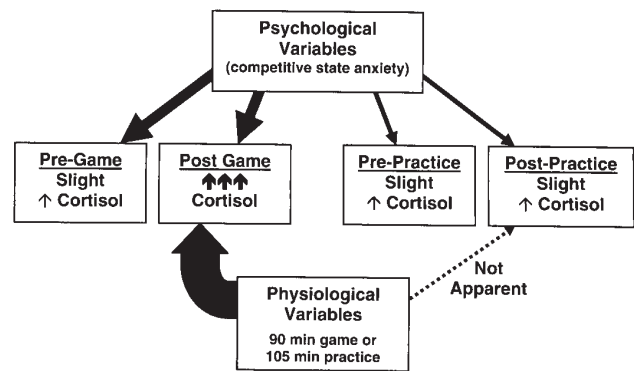 Psychological
Variables
(competitive state anxiety)
Pre-Game
Slight
↑ Cortisol
Post Game
↑↑↑
Cortisol
Pre-Practice
Slight
↑ Cortisol
Post-Practice
Slight
↑ Cortisol
Not
Apparent
Physiological
Variables
90 min game or
105 min practice